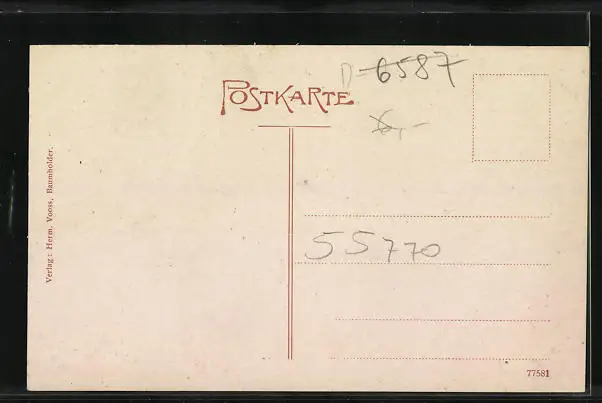 D-6587
POSTKARTE
Verlag: Herm. Vooss, Baumholder.
55770
77581